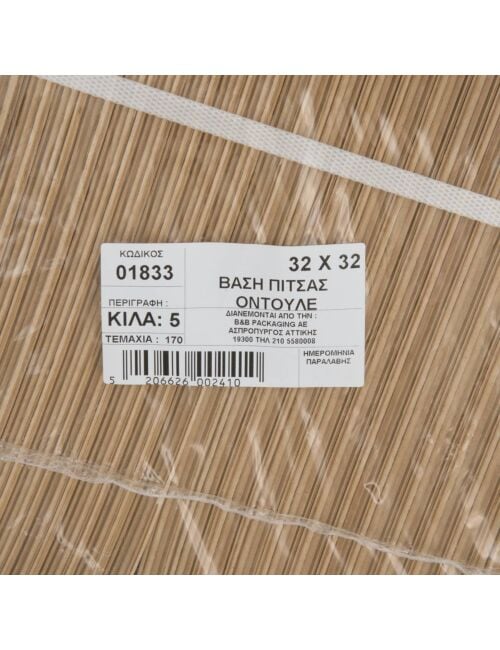 ΚΩΔΙΚΟΣ
01833
32 X 32
ΒΑΣΗ ΠΙΤΣΑΣ
ΟΝΤΟΥΛΕ
ΠΕΡΙΓΡΑΦΗ :
ΚΙΛΑ: 5
ΤΕΜΑΧΙΑ : 170
ΔΙΑΝΕΜΟΝΤΑΙ ΑΠΟ ΤΗΝ :
B&B PACKAGING AE
ΑΣΠΡΟΠΥΡΓΟΣ ΑΤΤΙΚΗΣ
19300 ΤΗΛ 210 5580008
ΗΜΕΡΟΜΗΝΙΑ
ΠΑΡΑΛΑΒΗΣ
5 206626 002410